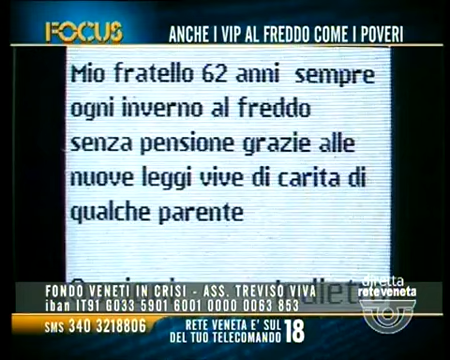 FOCUS
ANCHE I VIP AL FREDDO COME I POVERI
Mio fratello 62 anni sempre
ogni inverno al freddo
senza pensione grazie alle
nuove leggi vive di carita di
qualche parente
FONDO VENETI IN CRISI - ASS. TREVISO VIVA
iban IT91 G033 5901 6001 0000 0063 853
diretta
reteveneta
SMS 340 3218806
RETE VENETA E' SUL
DEL TUO TELECOMANDO 18